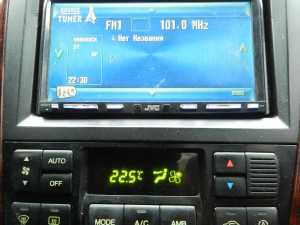 SOURCE
TUNER
FM1 101.0 MHz
Нет Названия
22:30
JVC
AUTO
OFF
22.5°C
MODE
A/C
AMB